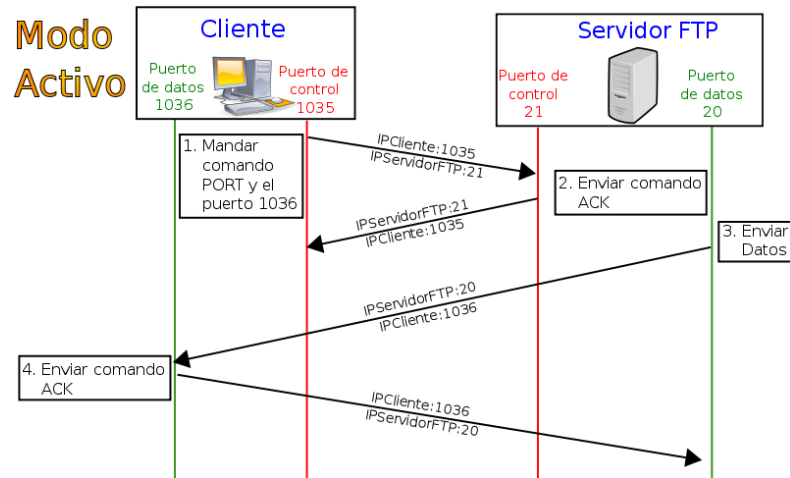 Modo
Activo
Cliente
Puerto
de datos
1036
Puerto de
control
1035
Servidor FTP
Puerto de
control
21
Puerto
de datos
20
1. Mandar
comando
PORT y el
puerto 1036
IPCliente:1035
IPServidorFTP:21
2. Enviar comando
ACK
IPServidorFTP:21
IPCliente:1035
3. Enviar
Datos
IPServidorFTP:20
IPCliente:1036
4. Enviar comando
ACK
IPCliente:1036
IPServidorFTP:20